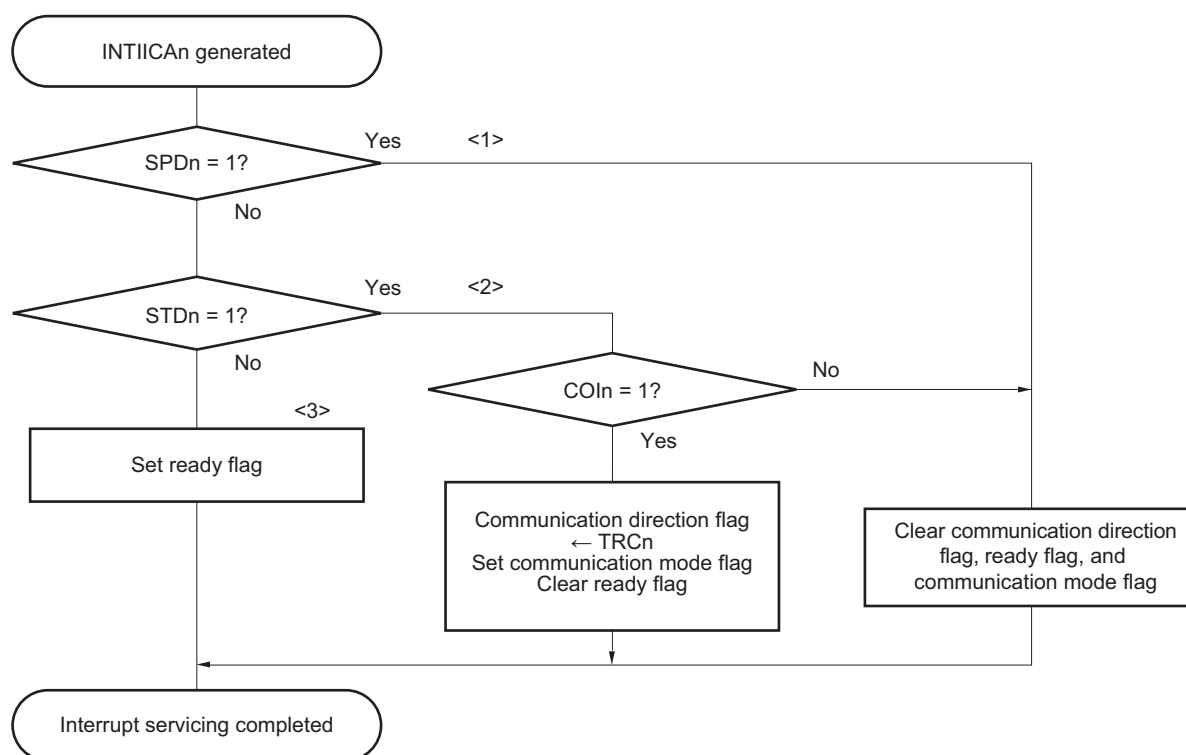 INTIICAn generated
SPDn = 1?
Yes
<1>
No
STDn = 1?
Yes
<2>
No
COIn = 1?
No
Yes
<3>
Set ready flag
Communication direction flag
← TRCn
Set communication mode flag
Clear ready flag
Clear communication direction
flag, ready flag, and
communication mode flag
Interrupt servicing completed